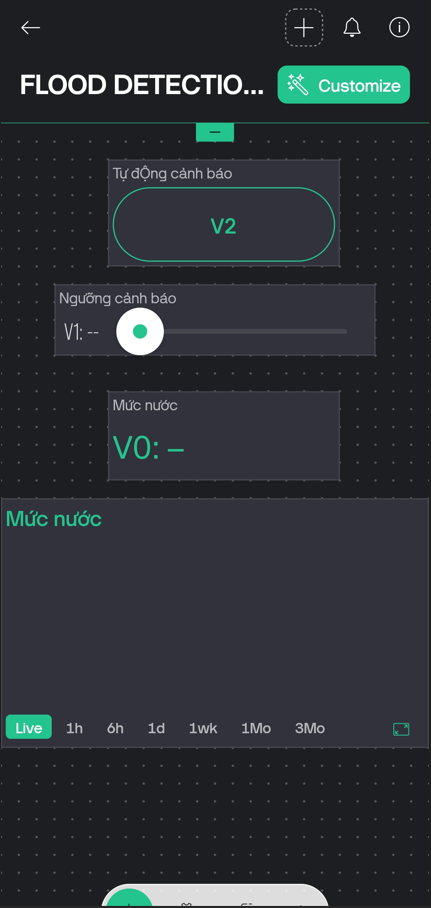 FLOOD DETECTIO...
Customize
Tự đỘng cảnh báo
V2
Ngưỡng cảnh báo
V1: --
Mức nước
V0: –
Mức nước
Live 1h 6h 1d 1wk 1Mo 3Mo